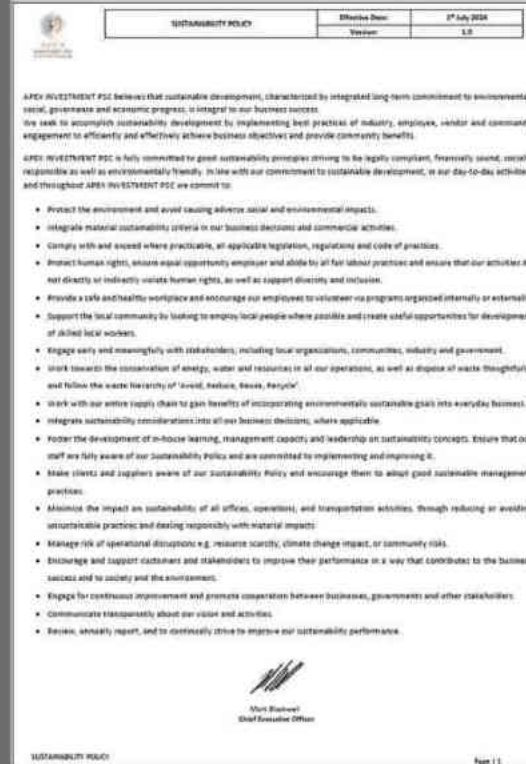 SUSTAINABILITY POLICY
Effective Date: 1st July 2024
Version: 1.0
APEX INVESTMENT PSC believes that sustainable development, characterized by integrated long-term commitment to environmenta
social, governance and economic progress, is integral to our business success.
We seek to accomplish sustainability development by implementing best practices of industry, employee, vendor and communi
engagement to efficiently and effectively achieve business objectives and provide community benefits.
APEX INVESTMENT PSC is fully committed to good sustainability principles striving to be legally compliant, financially sound, social
responsible as well as environmentally friendly. In line with our commitment to sustainable development, in our day-to-day activitie
and throughout APEX INVESTMENT PSC we commit to:
• Protect the environment and avoid causing adverse social and environmental impacts.
• Integrate material sustainability criteria in our business decisions and commercial activities.
• Comply with and exceed where practicable, all applicable legislation, regulations and code of practices.
• Protect human rights, ensure equal opportunity employer and abide by all fair labour practices and ensure that our activities
not directly or indirectly violate human rights, as well as support diversity and inclusion.
• Provide a safe and healthy workplace and encourage our employees to volunteer via programs organized internally or external
• Support the local community by looking to employ local people where possible and create useful opportunities for developmen
of skilled local workers.
• Engage early and meaningfully with stakeholders, including local organizations, communities, industry and government.
• Work towards the conservation of energy, water and resources in all our operations, as well as dispose of waste thoughtful
and follow the waste hierarchy of 'Avoid, Reduce, Reuse, Recycle'.
• Work with our entire supply chain to gain benefits of incorporating environmentally sustainable goals into everyday business.
• Integrate sustainability considerations into all our business decisions, where applicable.
• Foster the development of in-house learning, management capacity and leadership on sustainability concepts. Ensure that ou
staff are fully aware of our Sustainability Policy and are committed to implementing and improving it.
• Make clients and suppliers aware of our Sustainability Policy and encourage them to adopt good sustainable managemen
practices.
• Minimize the impact on sustainability of all offices, operations, and transportation activities, through reducing or avoidin
unsustainable practices and dealing responsibly with material impacts.
• Manage risk of operational disruptions e.g. resource scarcity, climate change impact, or community risks.
• Encourage and support customers and stakeholders to improve their performance in a way that contributes to the busine
success and to society and the environment.
• Engage for continuous improvement and promote cooperation between businesses, governments and other stakeholders.
• Communicate transparently about our vision and activities.
• Review, annually report, and to continually strive to improve our sustainability performance.
Chief Executive Officer
SUSTAINABILITY POLICY
Page | 1